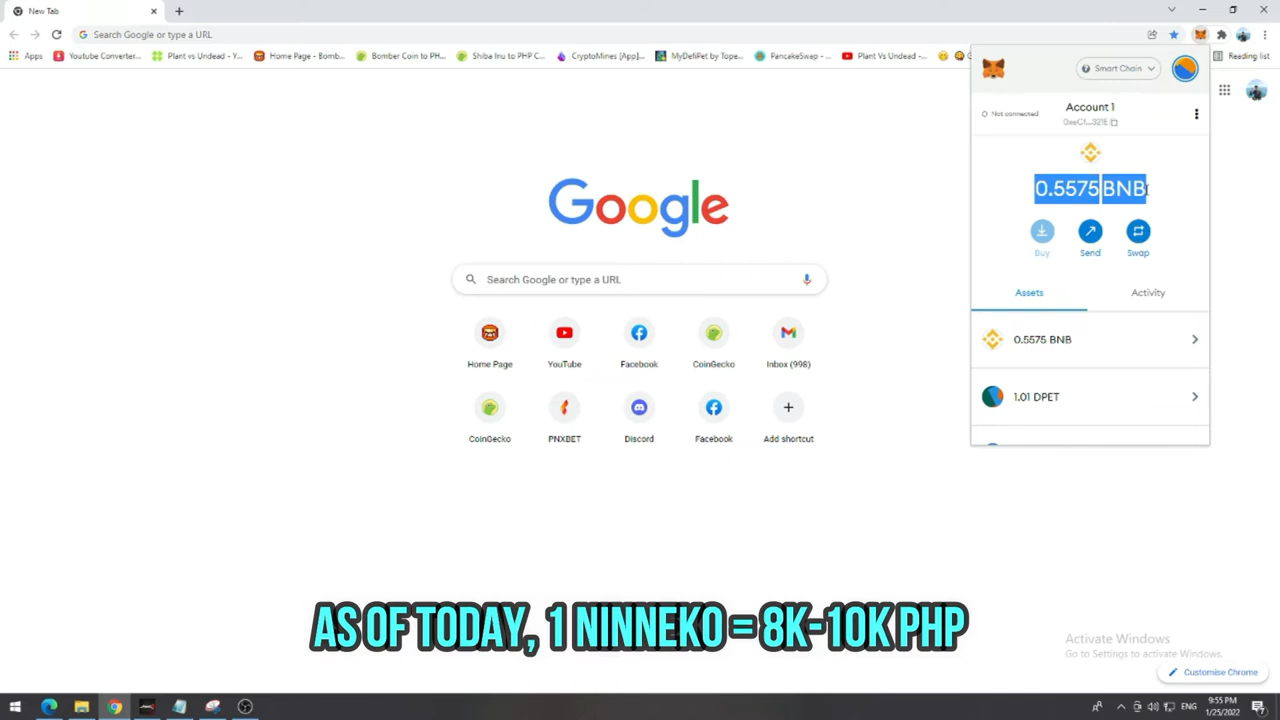 New Tab
Search Google or type a URL
Apps
Youtube Converter...
Plant vs Undead - Y...
Home Page - Bomb...
Bomber Coin to PH...
Shiba Inu to PHP C...
CryptoMines [App]...
MyDefiPet by Tope...
PancakeSwap - ...
Plant Vs Undead -...
Reading list
Smart Chain
Not connected
Account 1
0xeCf...321E
0.5575 BNB
Buy
Send
Swap
Assets
Activity
0.5575 BNB
1.01 DPET
Google
Search Google or type a URL
Home Page
YouTube
Facebook
CoinGecko
Inbox (998)
CoinGecko
PNXBET
Discord
Facebook
Add shortcut
AS OF TODAY, 1 NINNEKO = 8K-10K PHP
Activate Windows
Go to Settings to activate Windows.
Customise Chrome
ENG
9:55 PM
1/25/2022